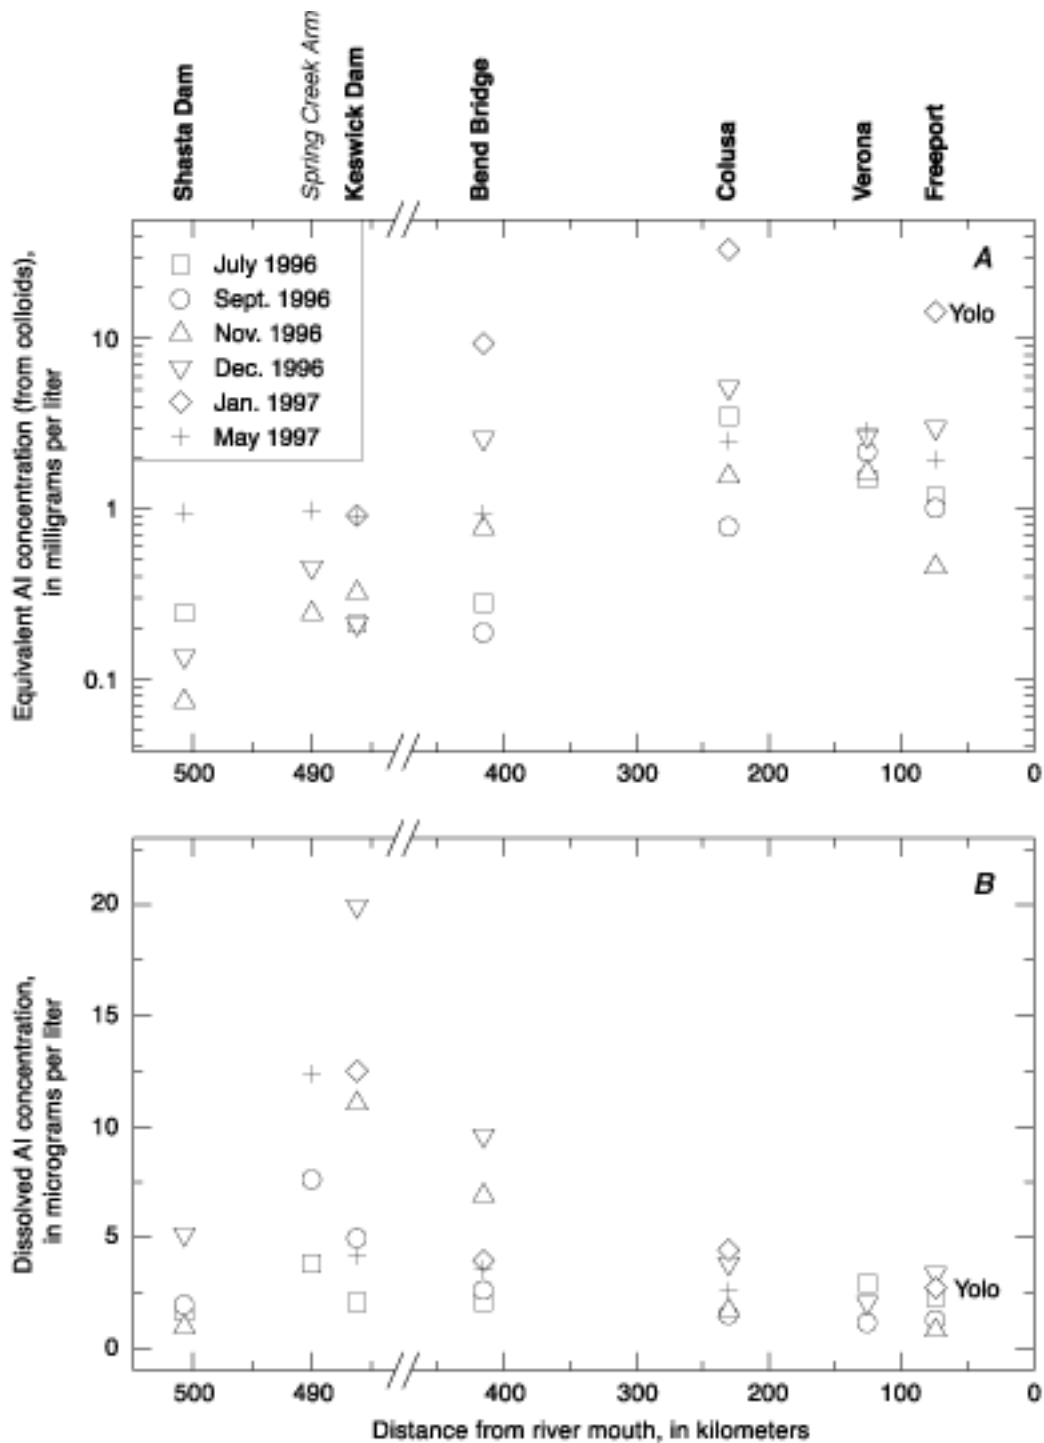 Shasta Dam
Spring Creek Arm
Keswick Dam
Bend Bridge
Colusa
Verona
Freeport
Equivalent Al concentration (from colloids),
in milligrams per liter
A
July 1996
Sept. 1996
Nov. 1996
Dec. 1996
Jan. 1997
May 1997
Yolo
10
1
0.1
500
490
400
300
200
100
0
Dissolved Al concentration,
in micrograms per liter
B
20
15
10
5
0
Yolo
500
490
400
300
200
100
0
Distance from river mouth, in kilometers